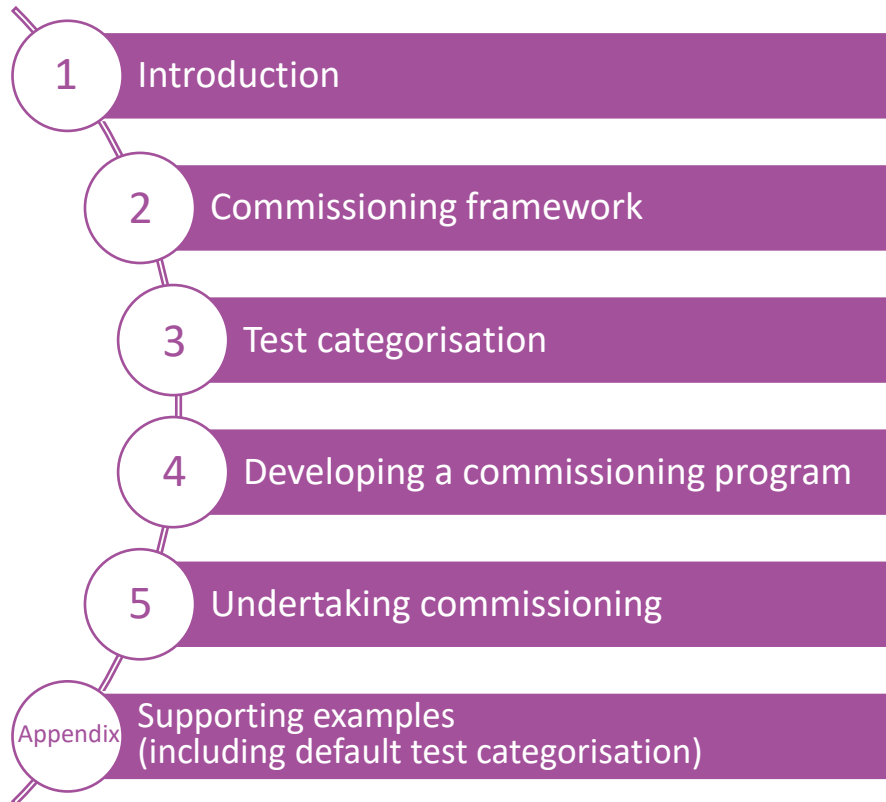 1 Introduction
2 Commissioning framework
3 Test categorisation
4 Developing a commissioning program
5 Undertaking commissioning
Appendix Supporting examples
(including default test categorisation)